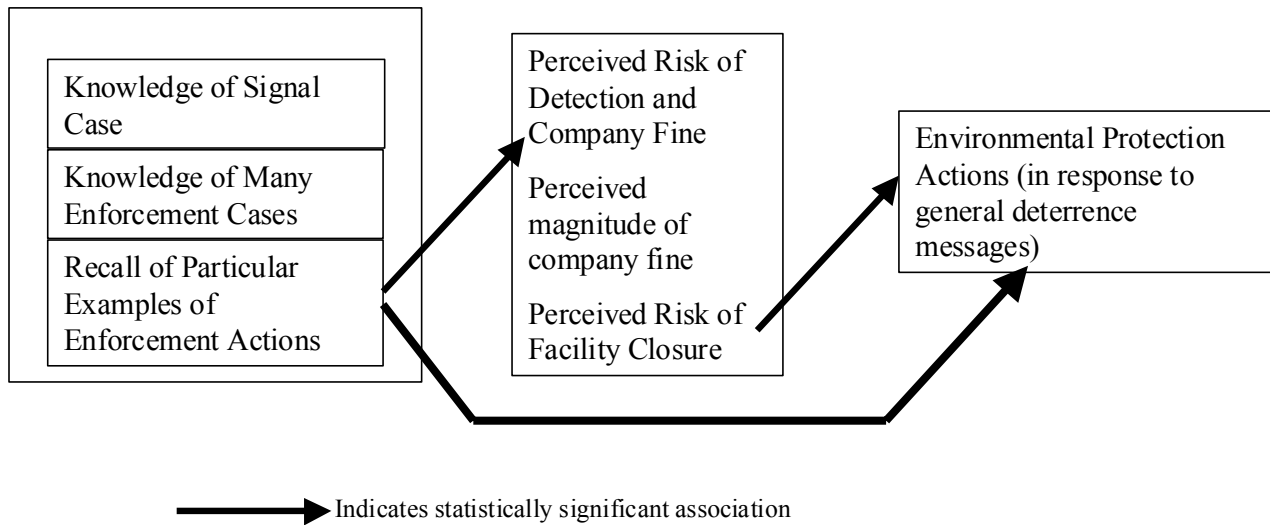 Knowledge of Signal
Case
Knowledge of Many
Enforcement Cases
Recall of Particular
Examples of
Enforcement Actions
Perceived Risk of
Detection and
Company Fine
Perceived
magnitude of
company fine
Perceived Risk of
Facility Closure
Environmental Protection
Actions (in response to
general deterrence
messages)
Indicates statistically significant association